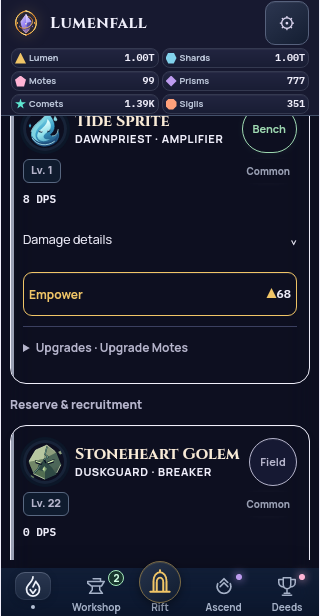 LUMENFALL
Lumen 1.00T
Shards 1.00T
Motes 99
Prisms 777
Comets 1.39K
Sigils 351
TIDE SPRITE
DAWNPRIEST · AMPLIFIER
Bench
Lv. 1
Common
8 DPS
Damage details
Empower
68
Upgrades · Upgrade Motes
Reserve & recruitment
STONEHEART GOLEM
DUSKGUARD · BREAKER
Field
Lv. 22
Common
0 DPS
2
Workshop
Rift
Ascend
Deeds